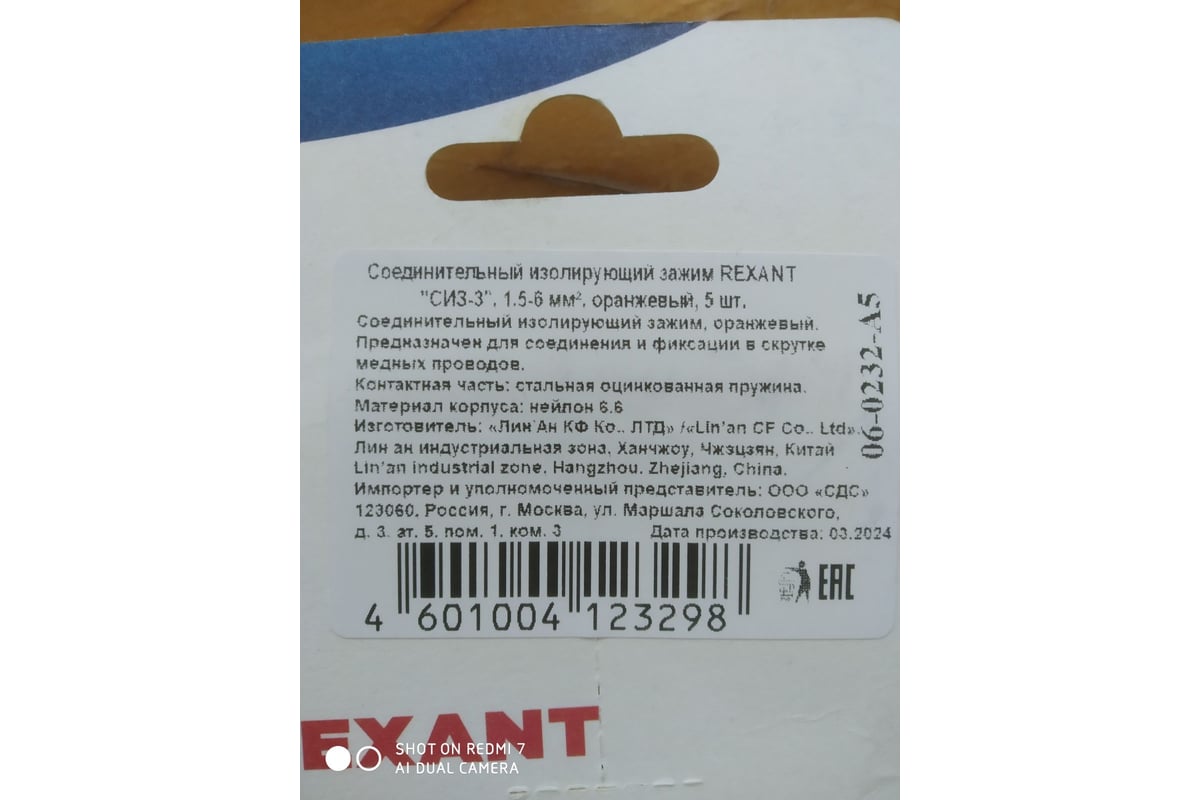 Соединительный изолирующий зажим REXANT
"СИЗ-3", 1.5-6 мм², оранжевый, 5 шт.
Соединительный изолирующий зажим, оранжевый.
Предназначен для соединения и фиксации в скрутке
медных проводов.
Контактная часть: стальная оцинкованная пружина.
Материал корпуса: нейлон 6.6
Изготовитель: «Лин'Ан КФ Ко., ЛТД» /«Lin'an CF Co., Ltd».
Лин ан индустриальная зона, Ханчжоу, Чжэцзян, Китай
Lin'an industrial zone, Hangzhou, Zhejiang, China.
Импортер и уполномоченный представитель: ООО «СДС»
123060, Россия, г. Москва, ул. Маршала Соколовского,
д. 3, эт. 5, пом. 1, ком. 3 Дата производства: 03.2024
06-0232-A5
4 601004 123298
EAC
EXANT
SHOT ON REDMI 7
AI DUAL CAMERA